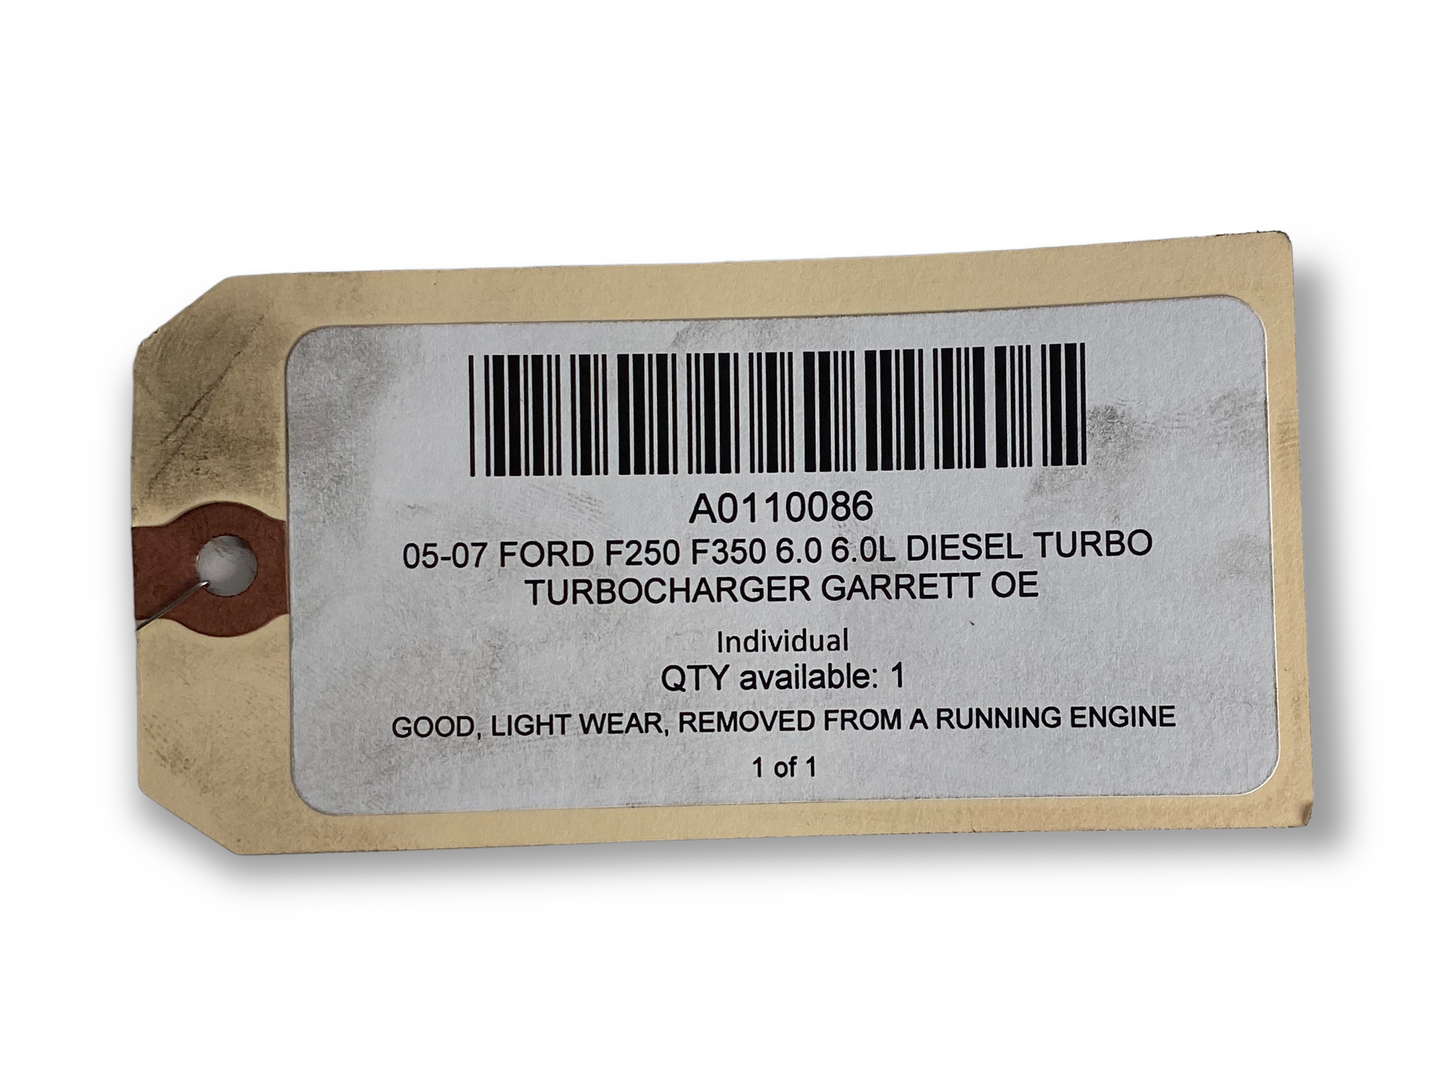 A0110086
05-07 FORD F250 F350 6.0 6.0L DIESEL TURBO
TURBOCHARGER GARRETT OE
Individual
QTY available: 1
GOOD, LIGHT WEAR, REMOVED FROM A RUNNING ENGINE
1 of 1